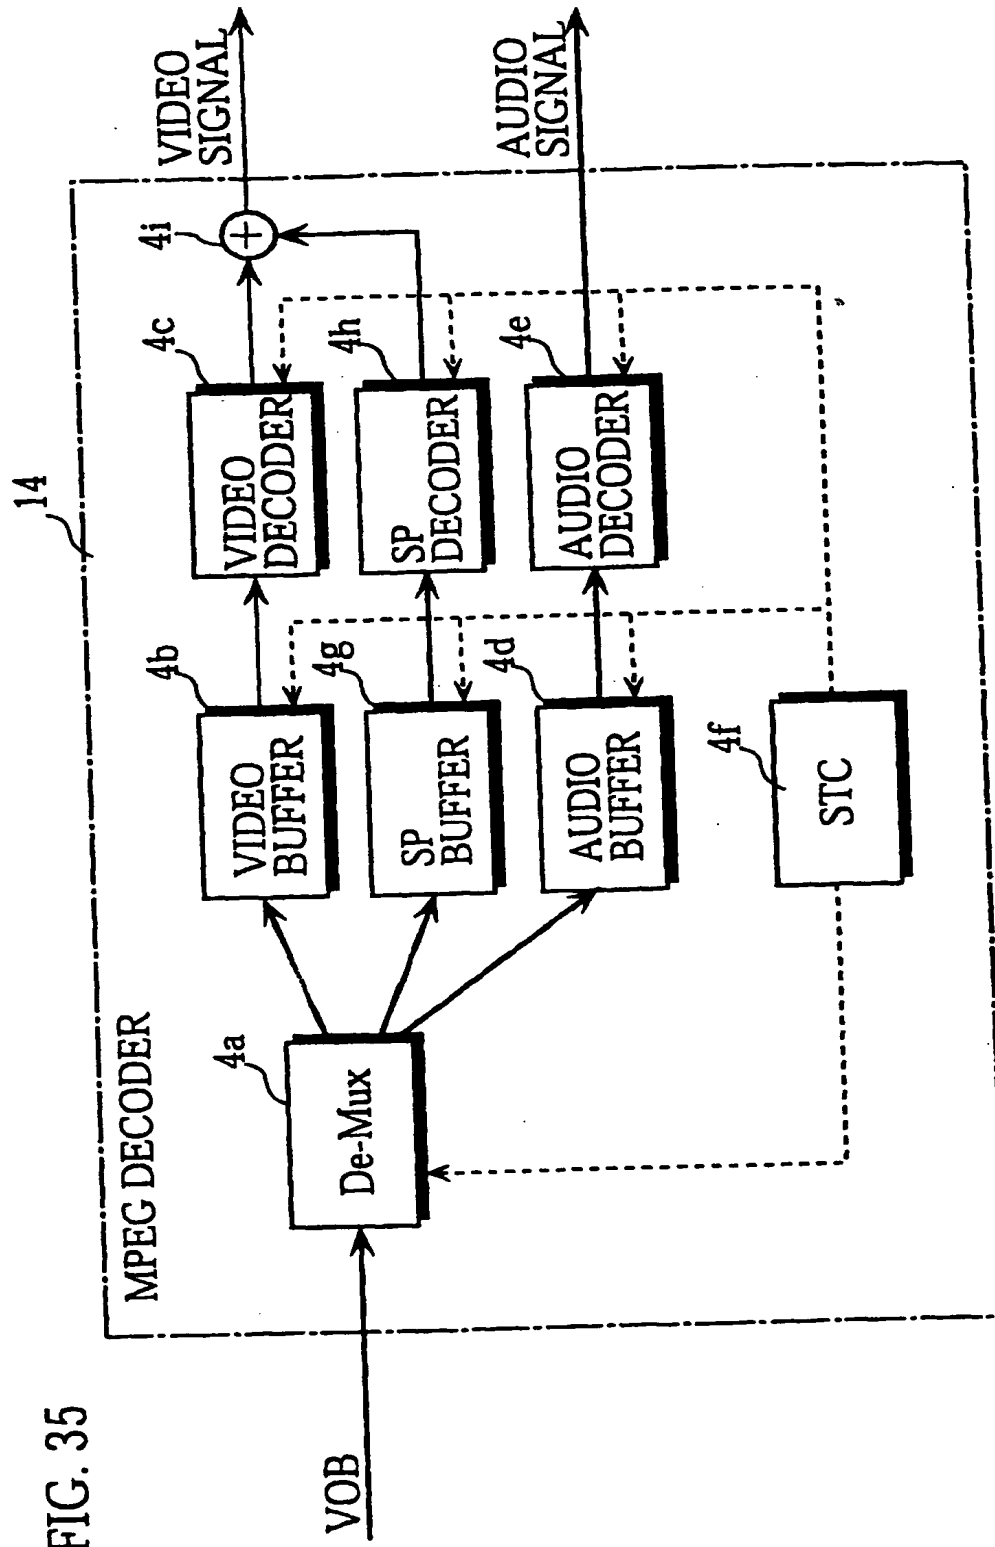 FIG. 35
MPEG DECODER
14
VOB
4a
De-Mux
4b
VIDEO
BUFFER
4g
SP
BUFFER
4d
AUDIO
BUFFER
4c
VIDEO
DECODER
4h
SP
DECODER
4e
AUDIO
DECODER
4f
STC
4i
+
VIDEO
SIGNAL
AUDIO
SIGNAL